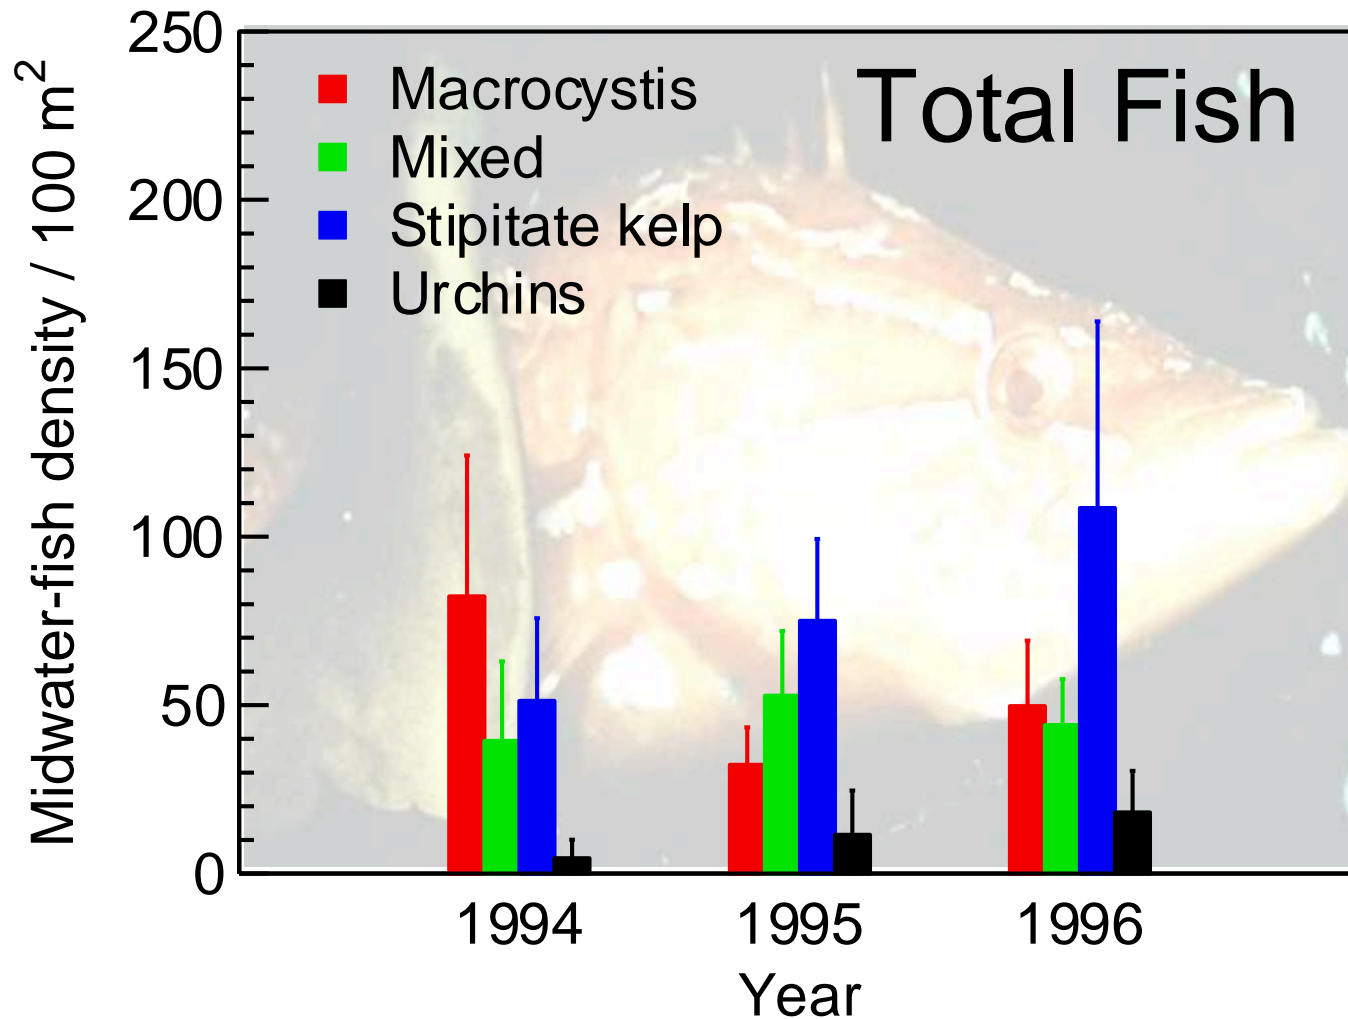 Total Fish
Macrocystis
Mixed
Stipitate kelp
Urchins
Midwater-fish density / 100 m²
250
200
150
100
50
0
1994 1995 1996
Year